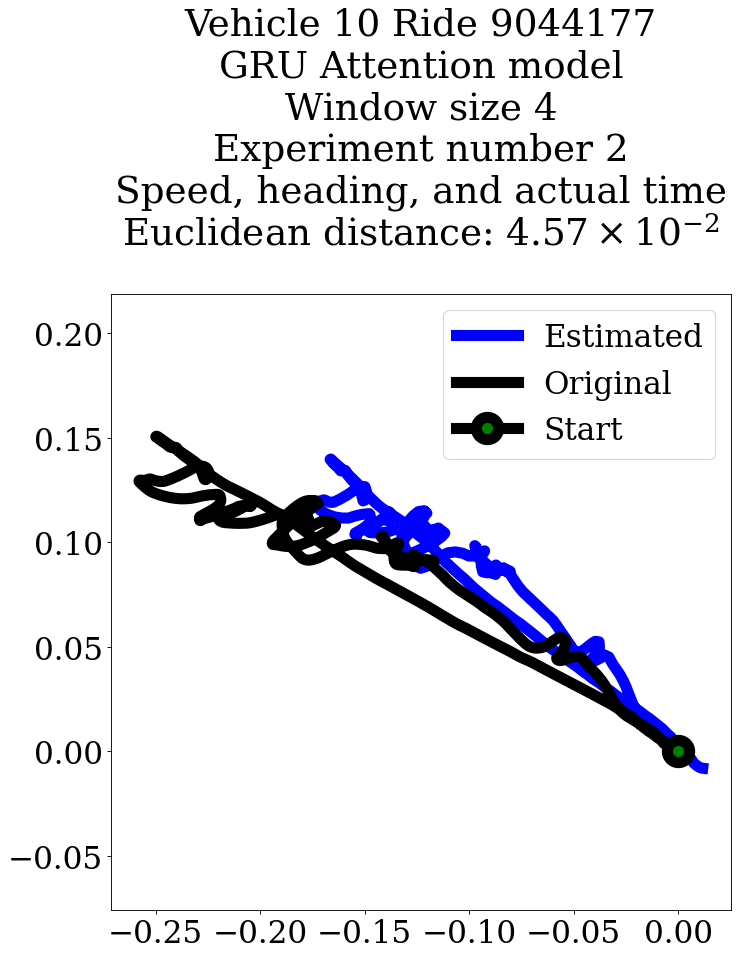 Vehicle 10 Ride 9044177
GRU Attention model
Window size 4
Experiment number 2
Speed, heading, and actual time
Euclidean distance: 4.57 × 10⁻²
Estimated
Original
Start
0.20
0.15
0.10
0.05
0.00
−0.05
−0.25 −0.20 −0.15 −0.10 −0.05 0.00